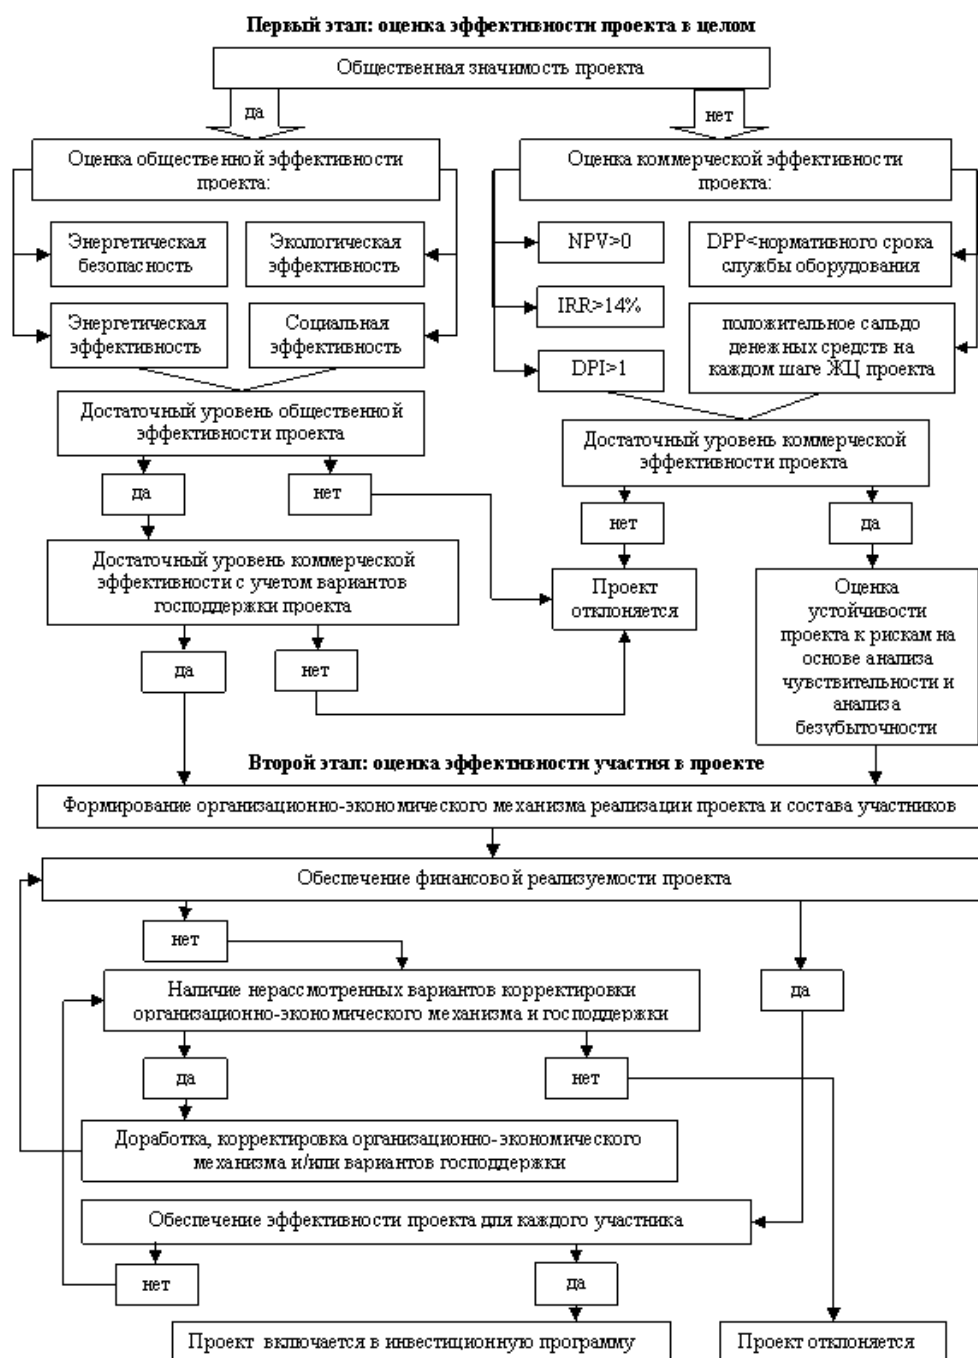 Первый этап: оценка эффективности проекта в целом
Общественная значимость проекта
да
нет
Оценка общественной эффективности
проекта:
Оценка коммерческой эффективности
проекта:
Энергетическая
безопасность
Экологическая
эффективность
NPV>0
DPP<нормативного срока
службы оборудования
Энергетическая
эффективность
Социальная
эффективность
IRR>14%
положительное сальдо
денежных средств на
каждом шаге ЖЦ проекта
DPI>1
Достаточный уровень общественной
эффективности проекта
Достаточный уровень коммерческой
эффективности проекта
да
нет
нет
да
Достаточный уровень коммерческой
эффективности с учетом вариантов
господдержки проекта
Проект
отклоняется
Оценка
устойчивости
проекта к рискам на
основе анализа
чувствительности и
анализа
безубыточности
да
нет
Второй этап: оценка эффективности участия в проекте
Формирование организационно-экономического механизма реализации проекта и состава участников
Обеспечение финансовой реализуемости проекта
нет
да
Наличие нерассмотренных вариантов корректировки
организационно-экономического механизма и господдержки
да
нет
Доработка, корректировка организационно-экономического
механизма и/или вариантов господдержки
Обеспечение эффективности проекта для каждого участника
нет
да
Проект включается в инвестиционную программу
Проект отклоняется